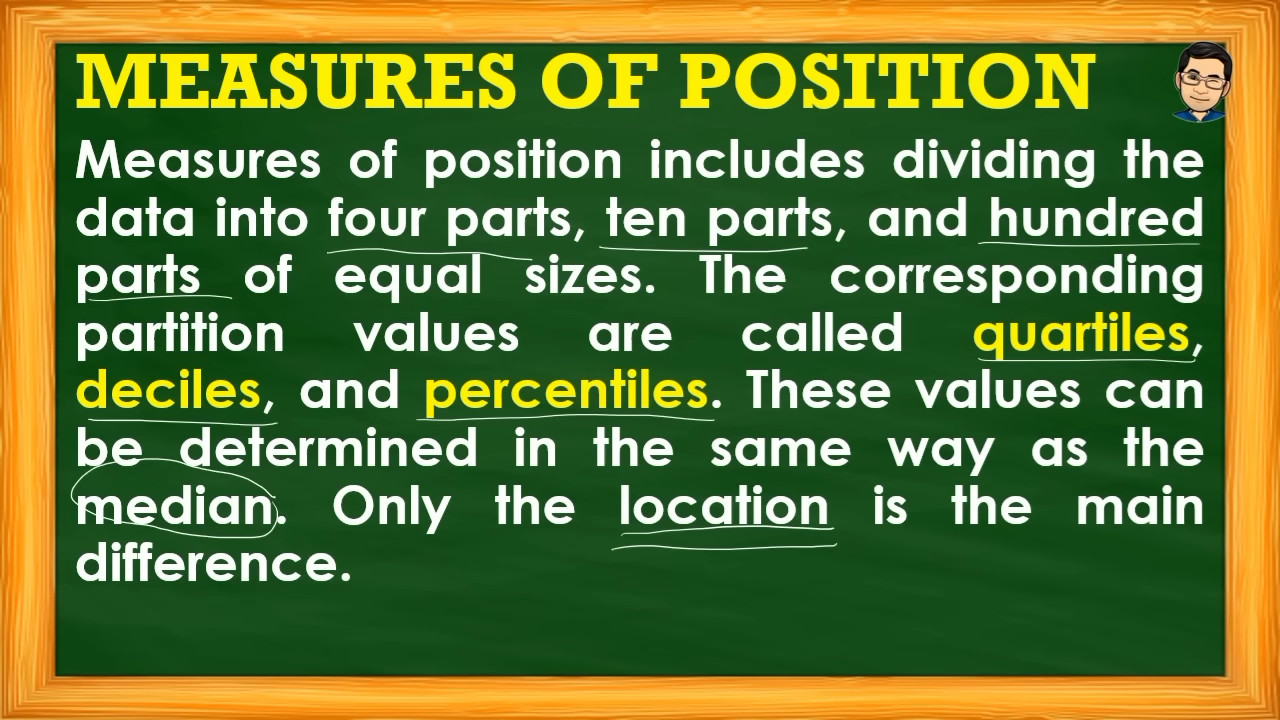 MEASURES OF POSITION
Measures of position includes dividing the
data into four parts, ten parts, and hundred
parts of equal sizes. The corresponding
partition values are called quartiles,
deciles, and percentiles. These values can
be determined in the same way as the
median. Only the location is the main
difference.